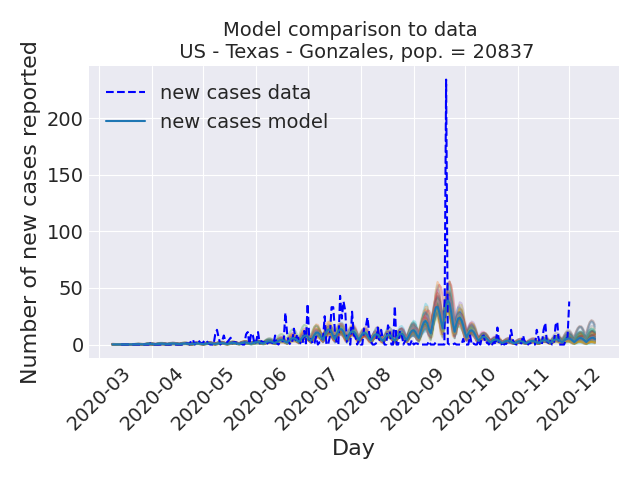 Model comparison to data
US - Texas - Gonzales, pop. = 20837
Number of new cases reported
new cases data
new cases model
200
150
100
50
0
2020-03
2020-04
2020-05
2020-06
2020-07
2020-08
2020-09
2020-10
2020-11
2020-12
Day